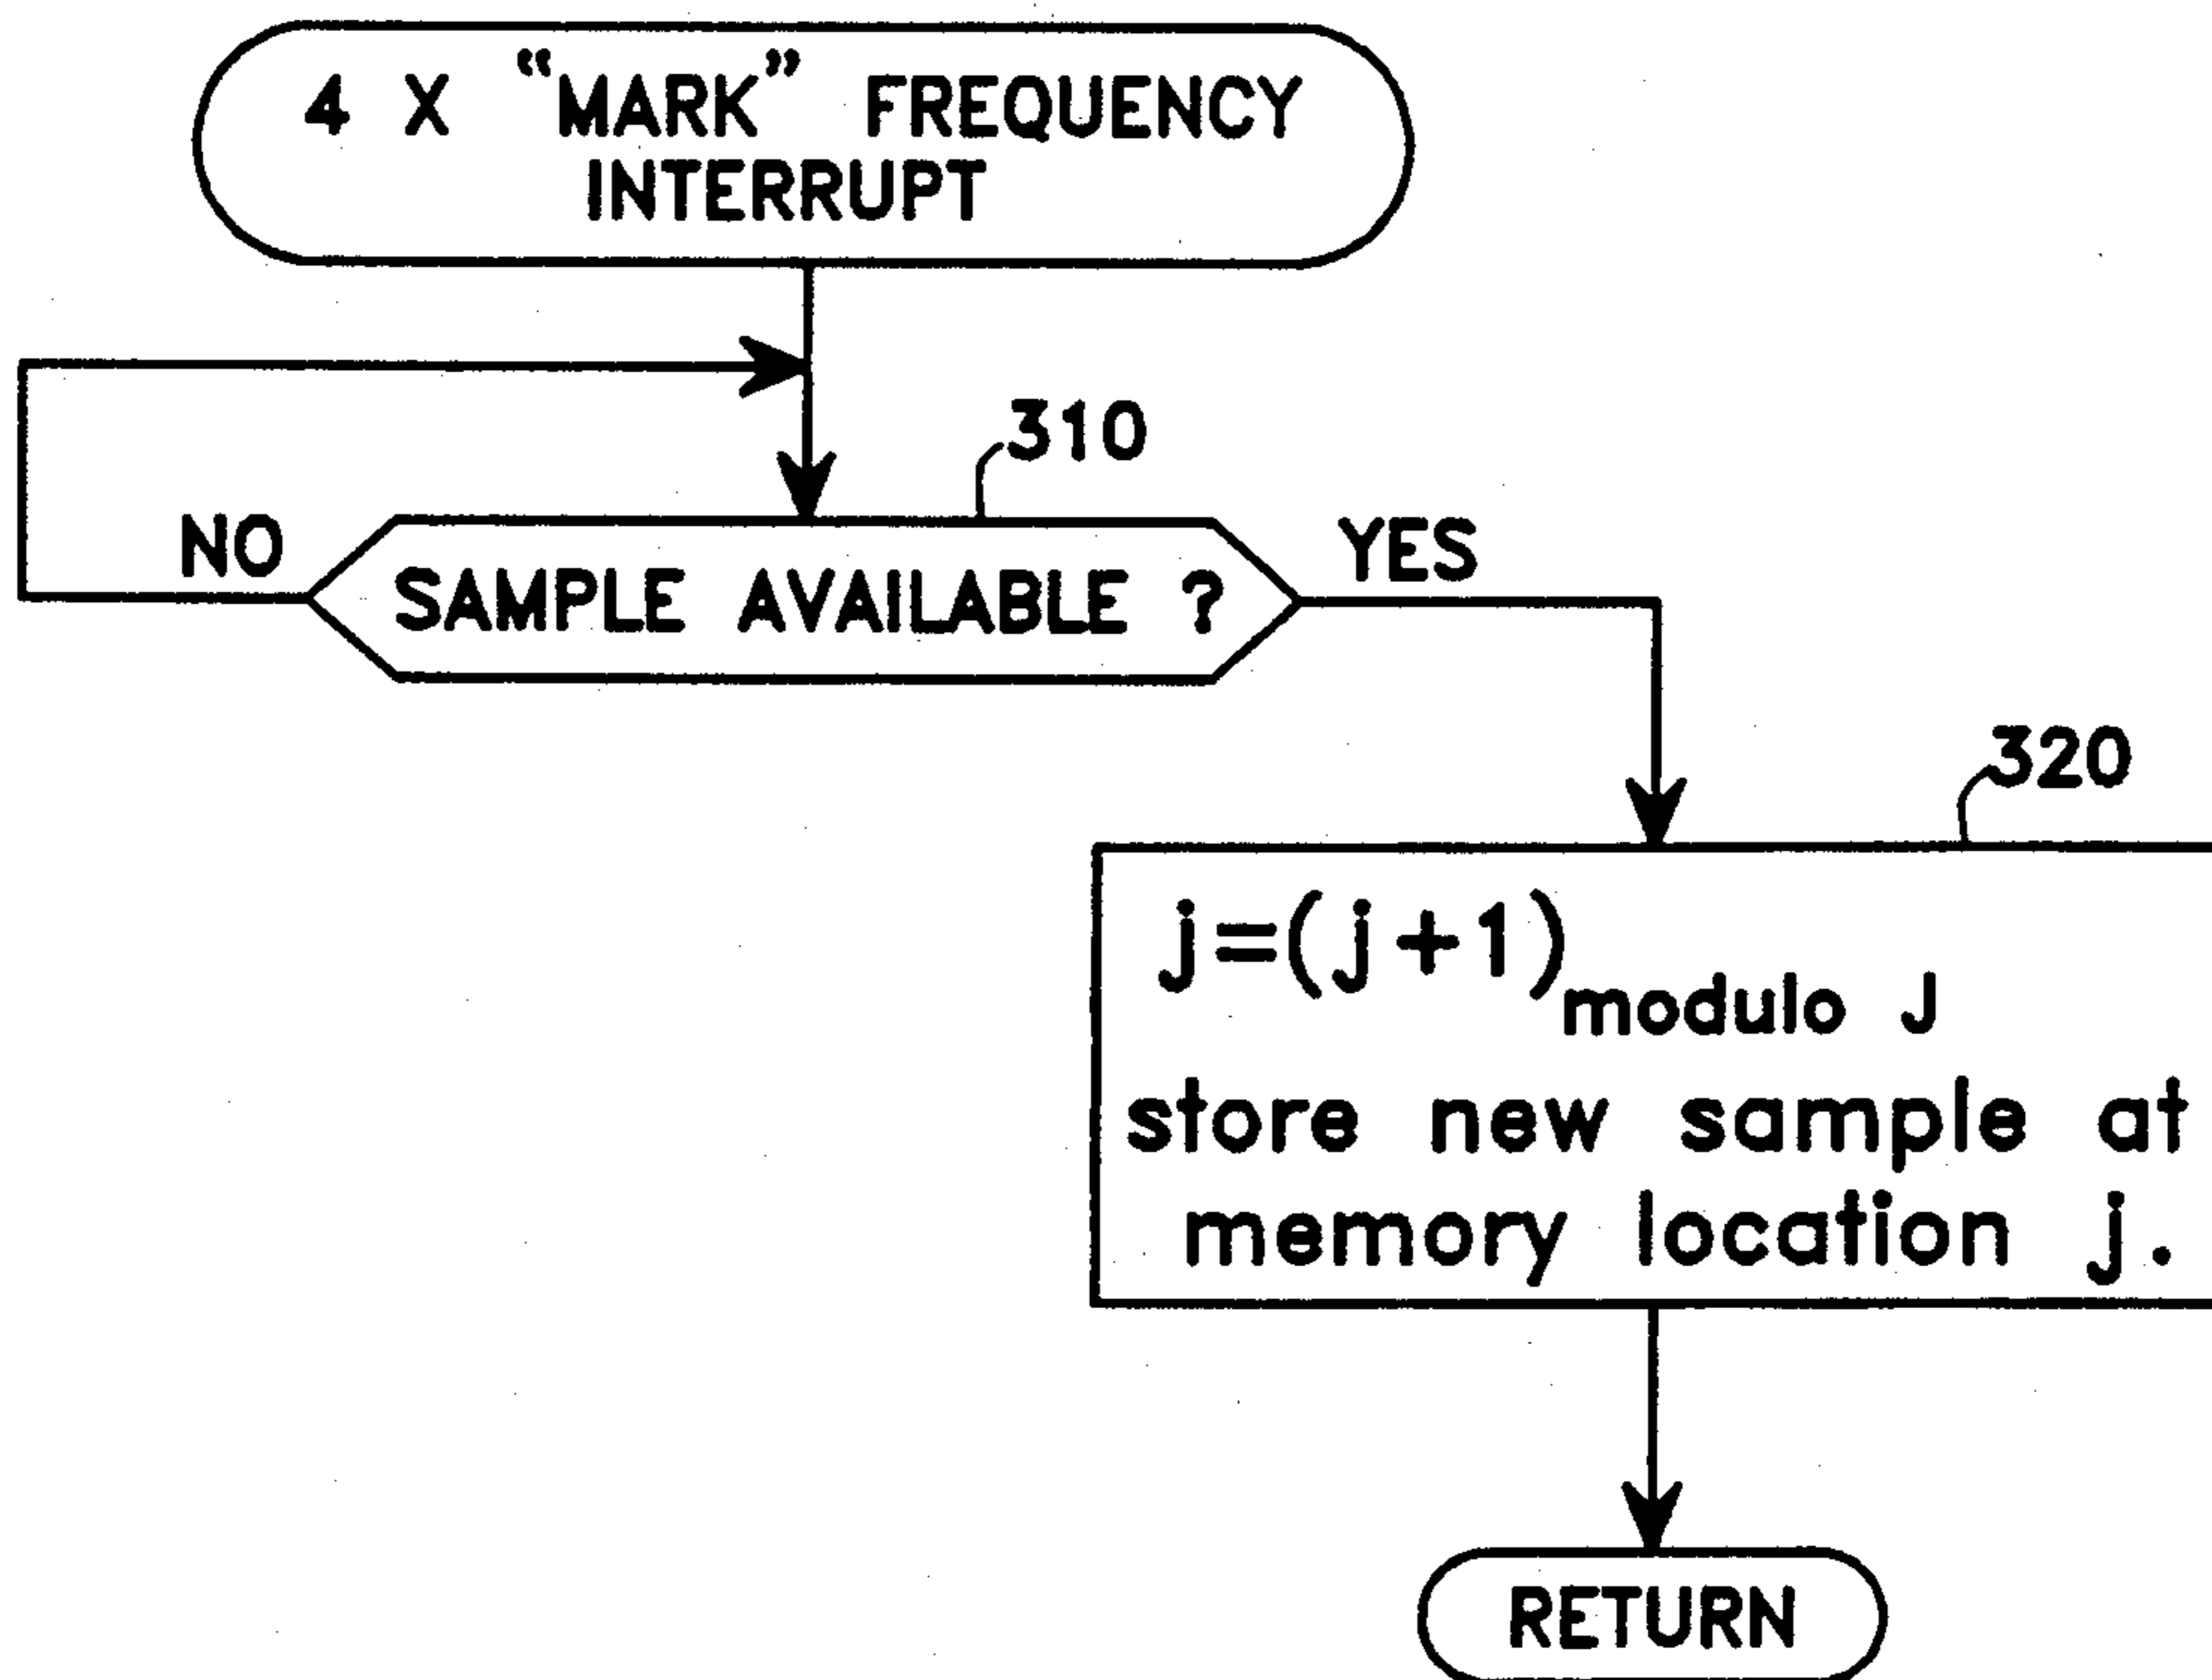 4 X “MARK” FREQUENCY
INTERRUPT
310
NO
YES
SAMPLE AVAILABLE ?
320
j=(j+1)modulo J
store new sample at
memory location j.
RETURN